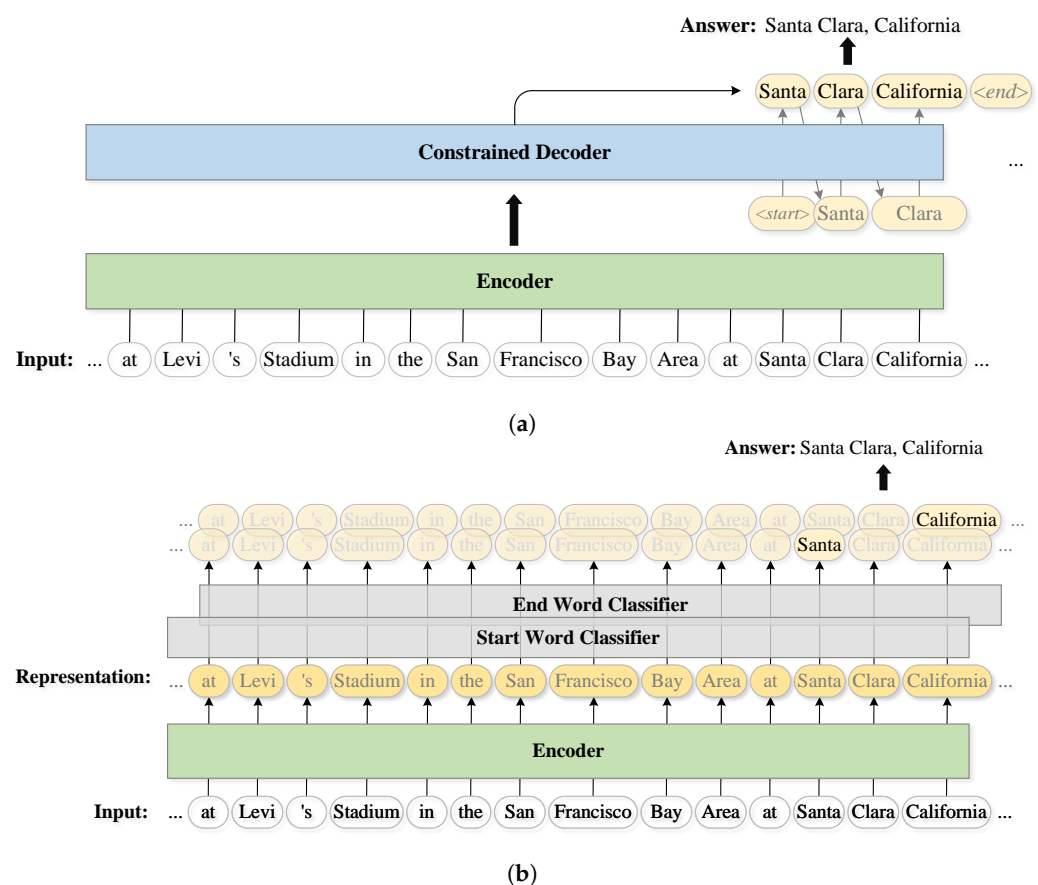 Answer: Santa Clara, California
Santa Clara California <end>
Constrained Decoder
...
<start> Santa Clara
Encoder
Input: ... at Levi 's Stadium in the San Francisco Bay Area at Santa Clara California ...
(a)
Answer: Santa Clara, California
... at Levi 's Stadium in the San Francisco Bay Area at Santa Clara California ...
... at Levi 's Stadium in the San Francisco Bay Area at Santa Clara California ...
End Word Classifier
Start Word Classifier
Representation: ... at Levi 's Stadium in the San Francisco Bay Area at Santa Clara California ...
Encoder
Input: ... at Levi 's Stadium in the San Francisco Bay Area at Santa Clara California ...
(b)